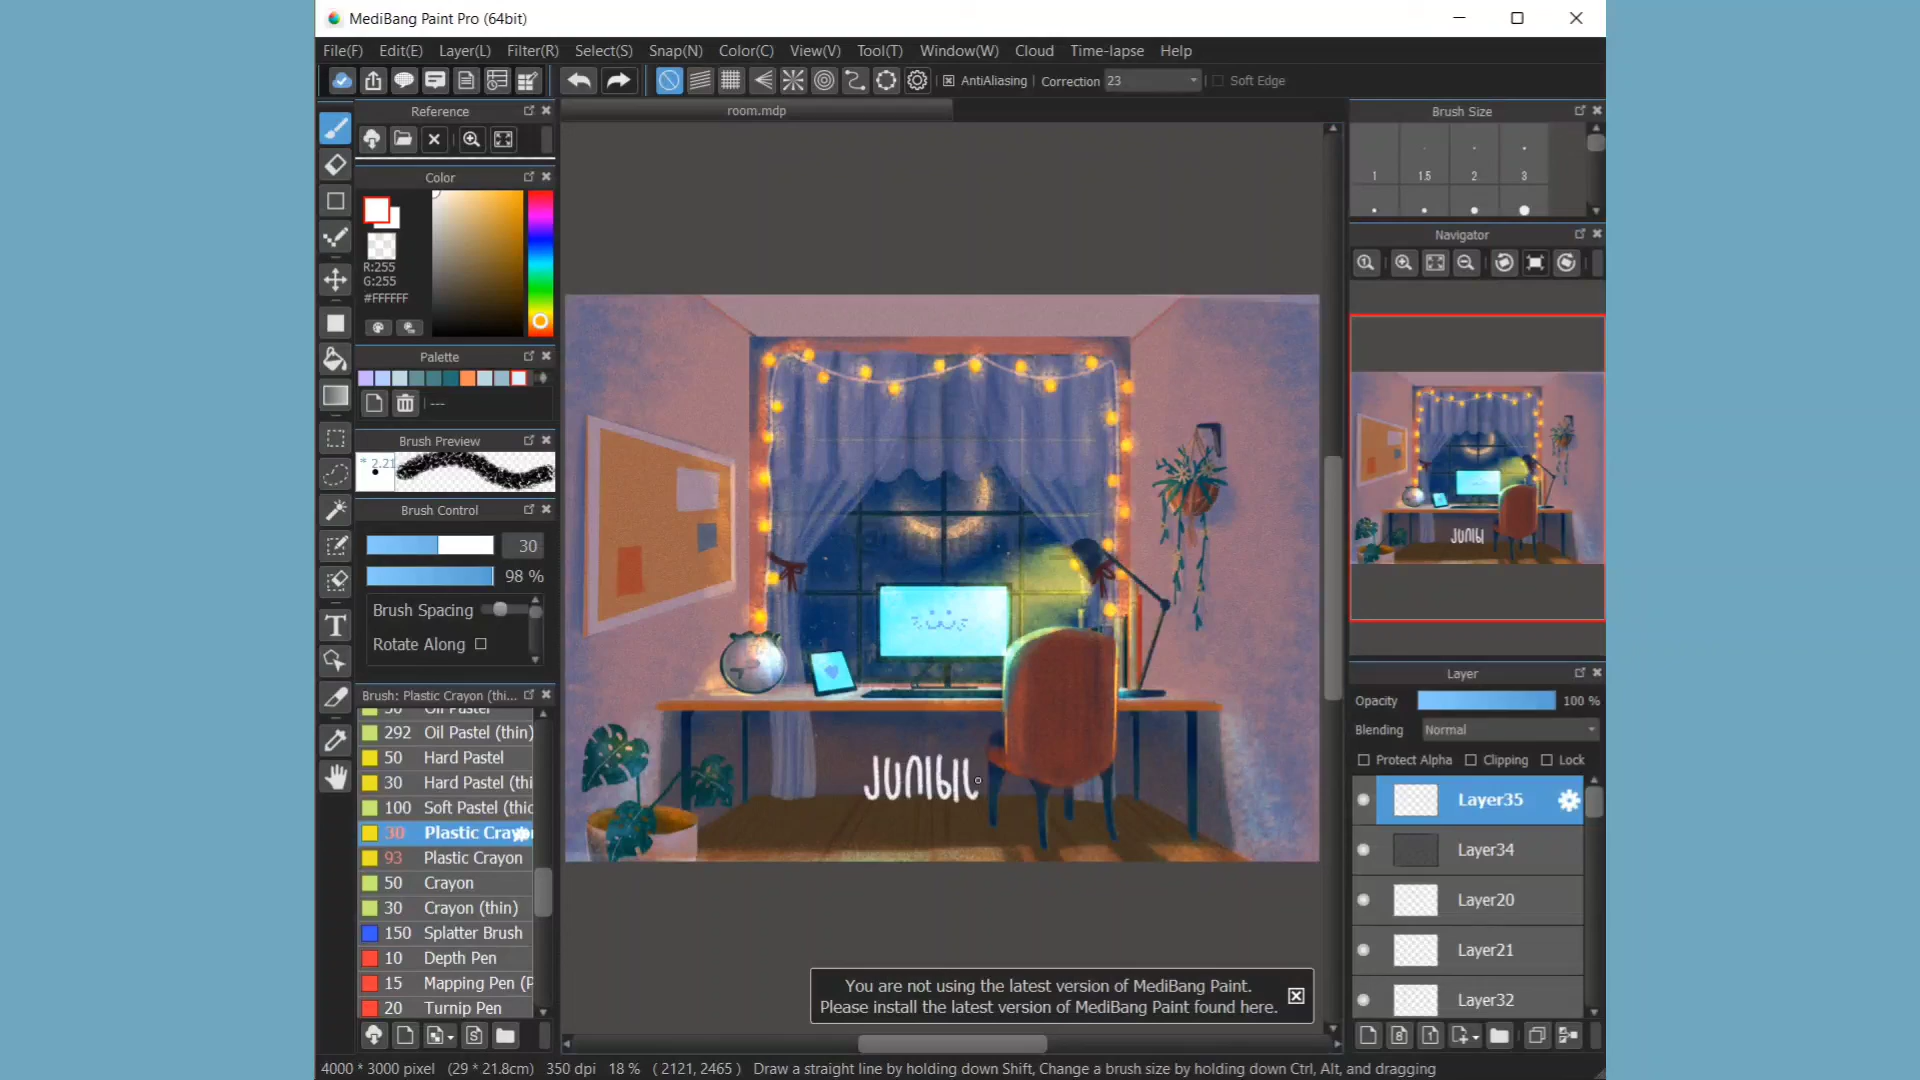 MediBang Paint Pro (64bit)
File(F) Edit(E) Layer(L) Filter(R) Select(S) Snap(N) Color(C) View(V) Tool(T) Window(W) Cloud Time-lapse Help
AntiAliasing Correction 23 Soft Edge
Reference
room.mdp
Brush Size
1 1.5 2 3
Color
R:255
G:255
#FFFFFF
Navigator
Palette
---
Brush Preview
* 2.21
Brush Control
30
98 %
Brush Spacing
Rotate Along
Brush: Plastic Crayon (thi...
50 Oil Pastel
292 Oil Pastel (thin)
50 Hard Pastel
30 Hard Pastel (thi
100 Soft Pastel (thic
30 Plastic Crayon
93 Plastic Crayon
50 Crayon
30 Crayon (thin)
150 Splatter Brush
10 Depth Pen
15 Mapping Pen (P
20 Turnip Pen
Layer
Opacity 100 %
Blending Normal
Protect Alpha Clipping Lock
Layer35
Layer34
Layer20
Layer21
Layer32
You are not using the latest version of MediBang Paint.
Please install the latest version of MediBang Paint found here.
4000 * 3000 pixel (29 * 21.8cm) 350 dpi 18 % ( 2121, 2465 ) Draw a straight line by holding down Shift, Change a brush size by holding down Ctrl, Alt, and dragging